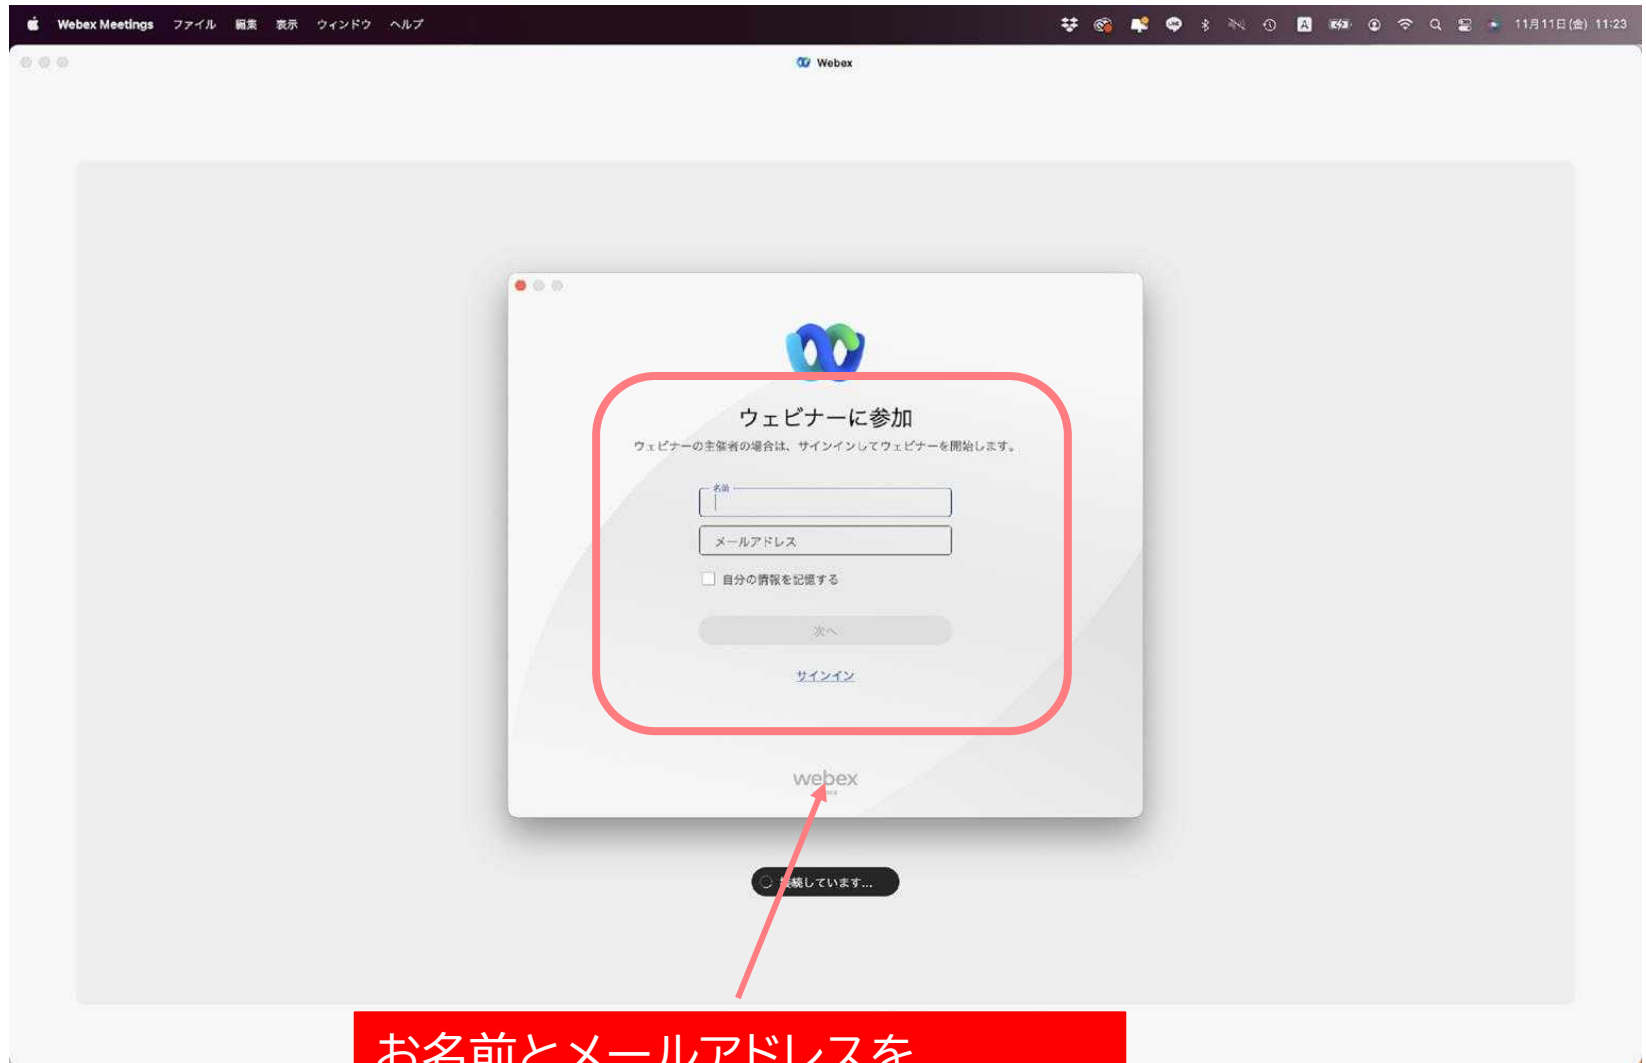 Webex Meetings ファイル 編集 表示 ウィンドウ ヘルプ
11月11日(金) 11:23
Webex
ウェビナーに参加
ウェビナーの主催者の場合は、サインインしてウェビナーを開始します。
名前
メールアドレス
自分の情報を記憶する
次へ
サインイン
webex
接続しています...
お名前とメールアドレスを